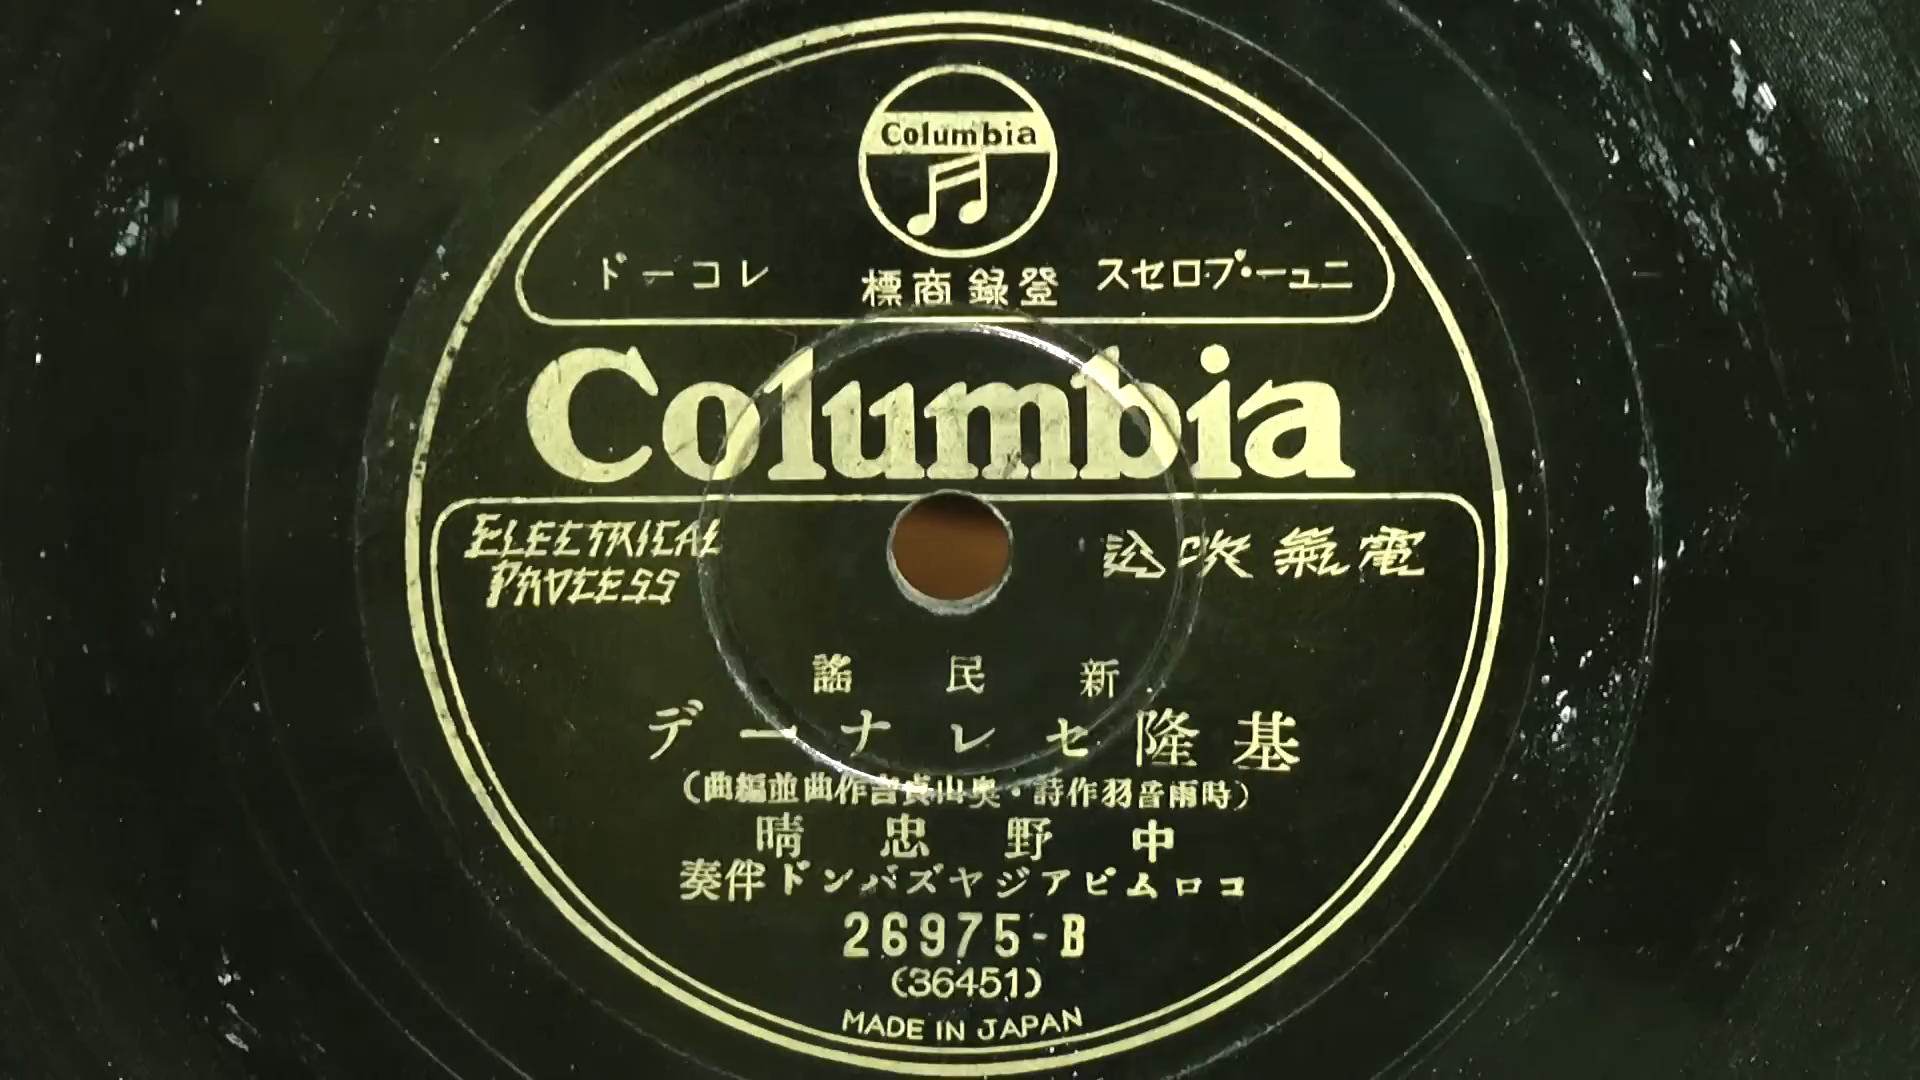 Columbia
ニュー・プロセス 登録商標 レコード
Columbia
ELECTRICAL
PROCESS
電氣吹込
新民謠
基隆セレナーデ
(時雨音羽作詩・奥山貞吉作曲並編曲)
中野忠晴
コロムビアジヤズバンド伴奏
26975-B
(36451)
MADE IN JAPAN